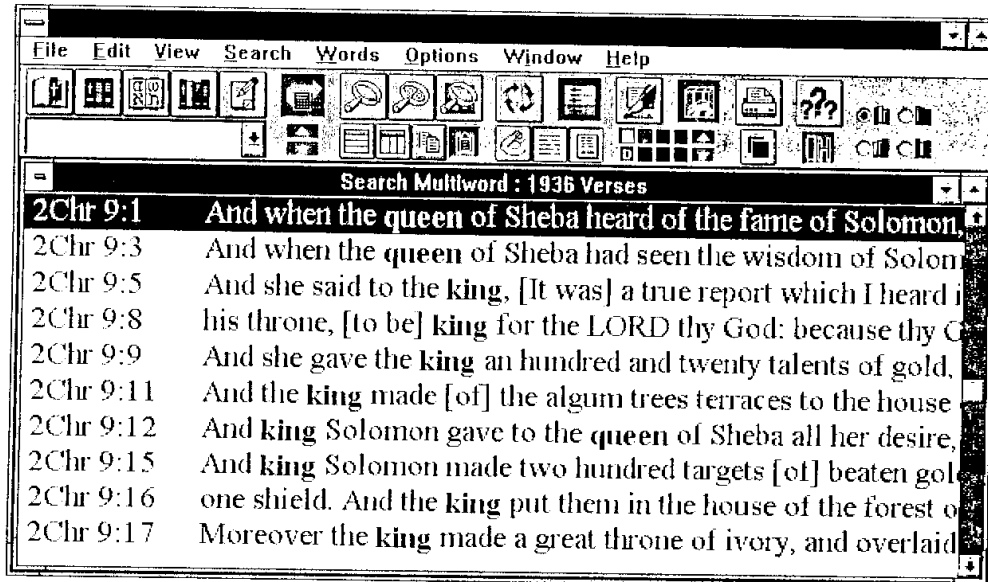 File Edit View Search Words Options Window Help
???
Search Multiword : 1936 Verses
2Chr 9:1 And when the queen of Sheba heard of the fame of Solomon,
2Chr 9:3 And when the queen of Sheba had seen the wisdom of Solom
2Chr 9:5 And she said to the king, [It was] a true report which I heard i
2Chr 9:8 his throne, [to be] king for the LORD thy God: because thy G
2Chr 9:9 And she gave the king an hundred and twenty talents of gold,
2Chr 9:11 And the king made [of] the algum trees terraces to the house
2Chr 9:12 And king Solomon gave to the queen of Sheba all her desire,
2Chr 9:15 And king Solomon made two hundred targets [of] beaten gold
2Chr 9:16 one shield. And the king put them in the house of the forest o
2Chr 9:17 Moreover the king made a great throne of ivory, and overlaid